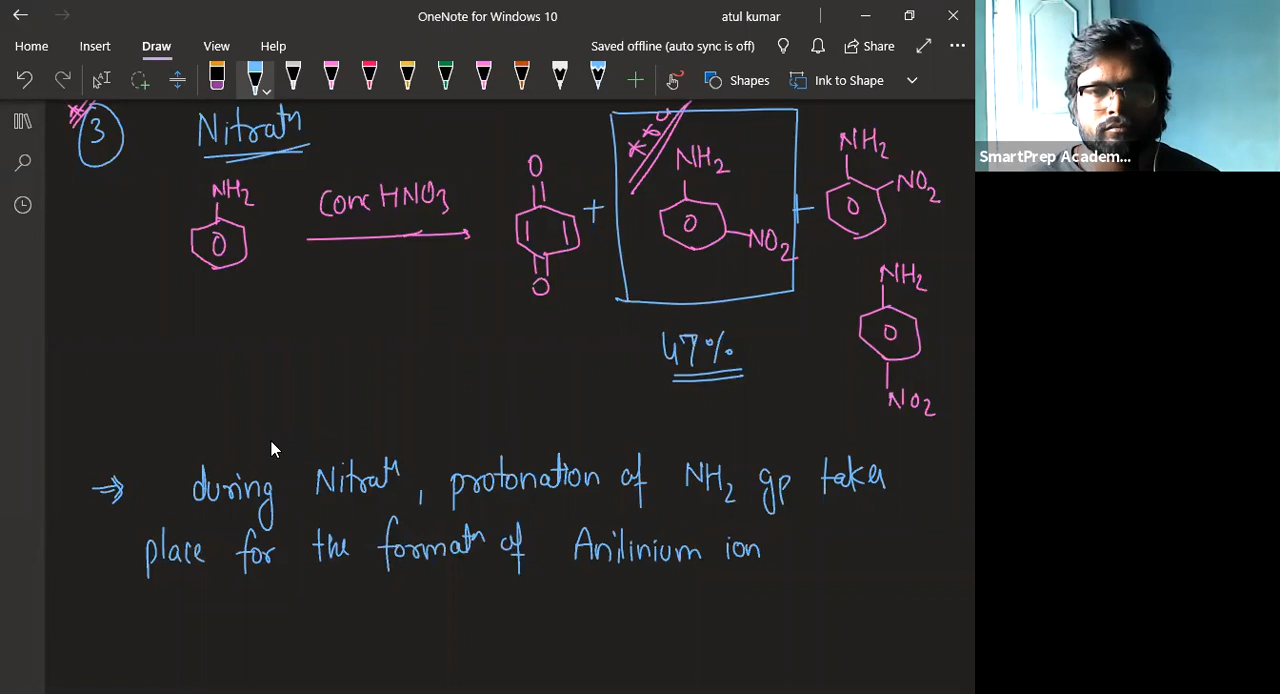 OneNote for Windows 10
atul kumar
Home Insert Draw View Help
Saved offline (auto sync is off)
Share
Shapes
Ink to Shape
SmartPrep Academ...
3 Nitratn
NH2
Conc HNO3
O
O
+
NH2
NO2
+
NH2
NO2
NH2
NO2
47%
⇒ during Nitratn, protonation of NH2 gp takes
place for the formatn of Anilinium ion